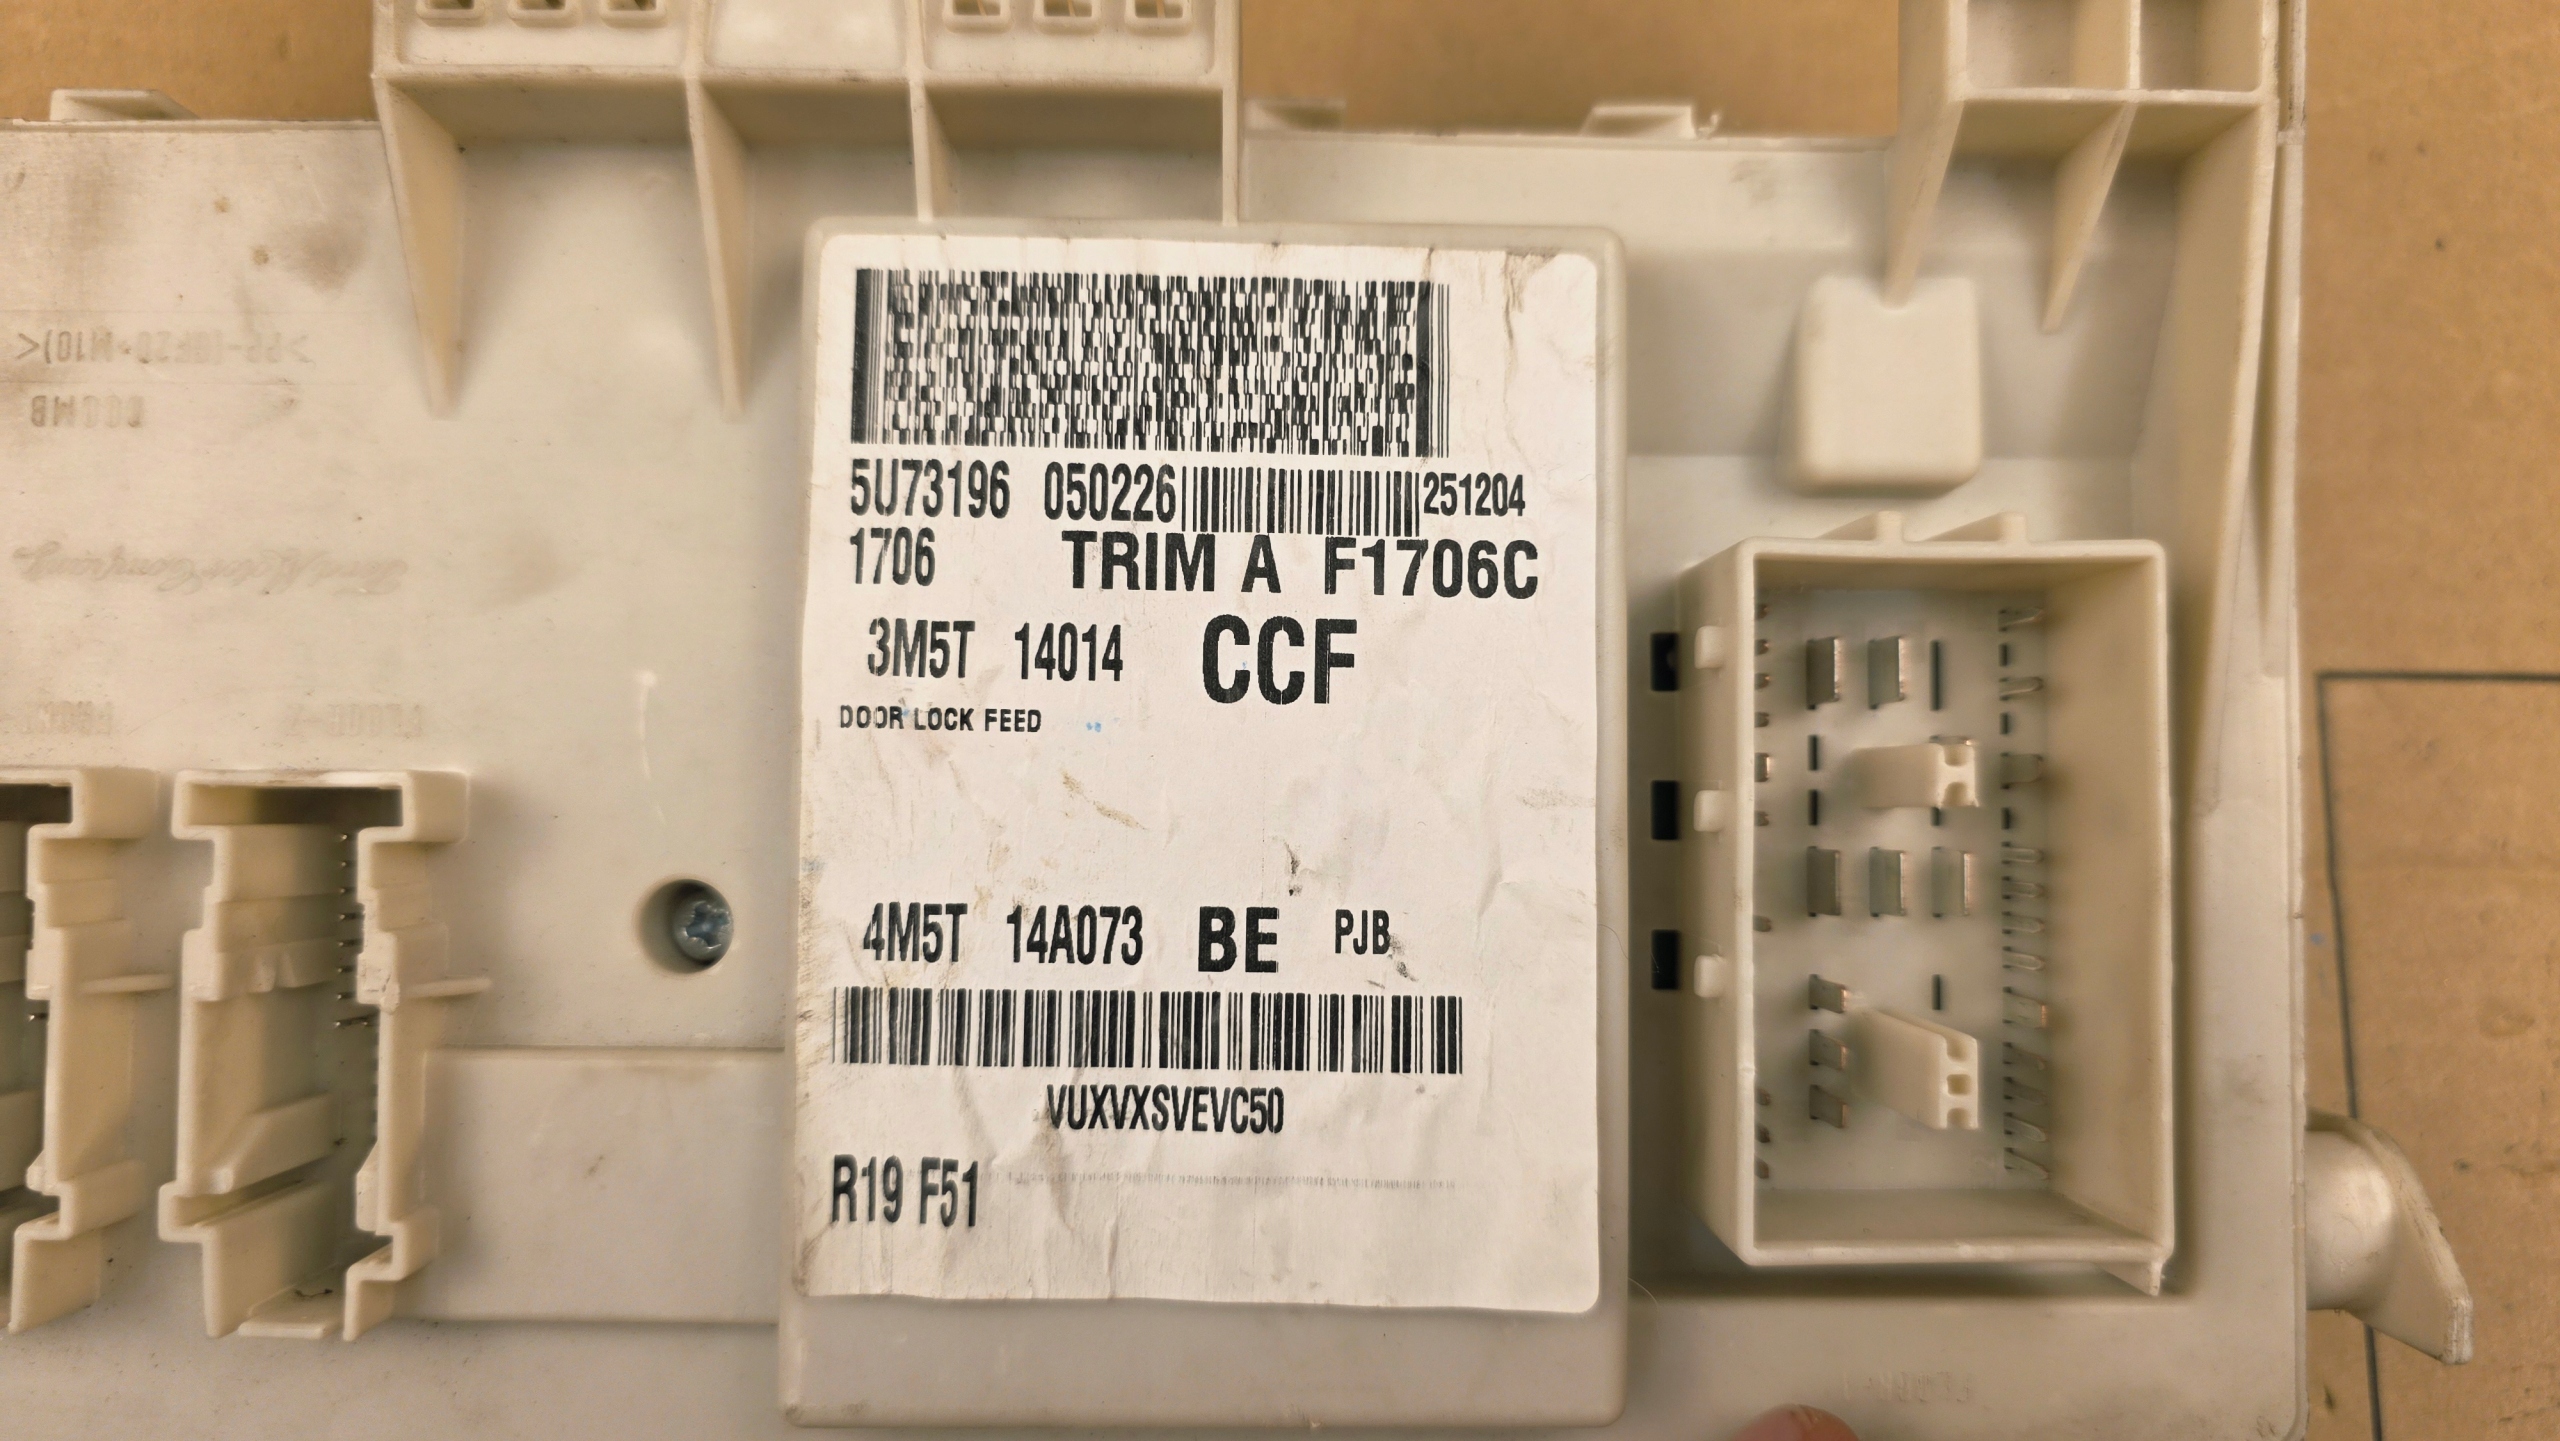 5U73196 050226 251204
1706 TRIM A F1706C
3M5T 14014 CCF
DOOR LOCK FEED
4M5T 14A073 BE PJB
VUXVXSVEVC50
R19 F51